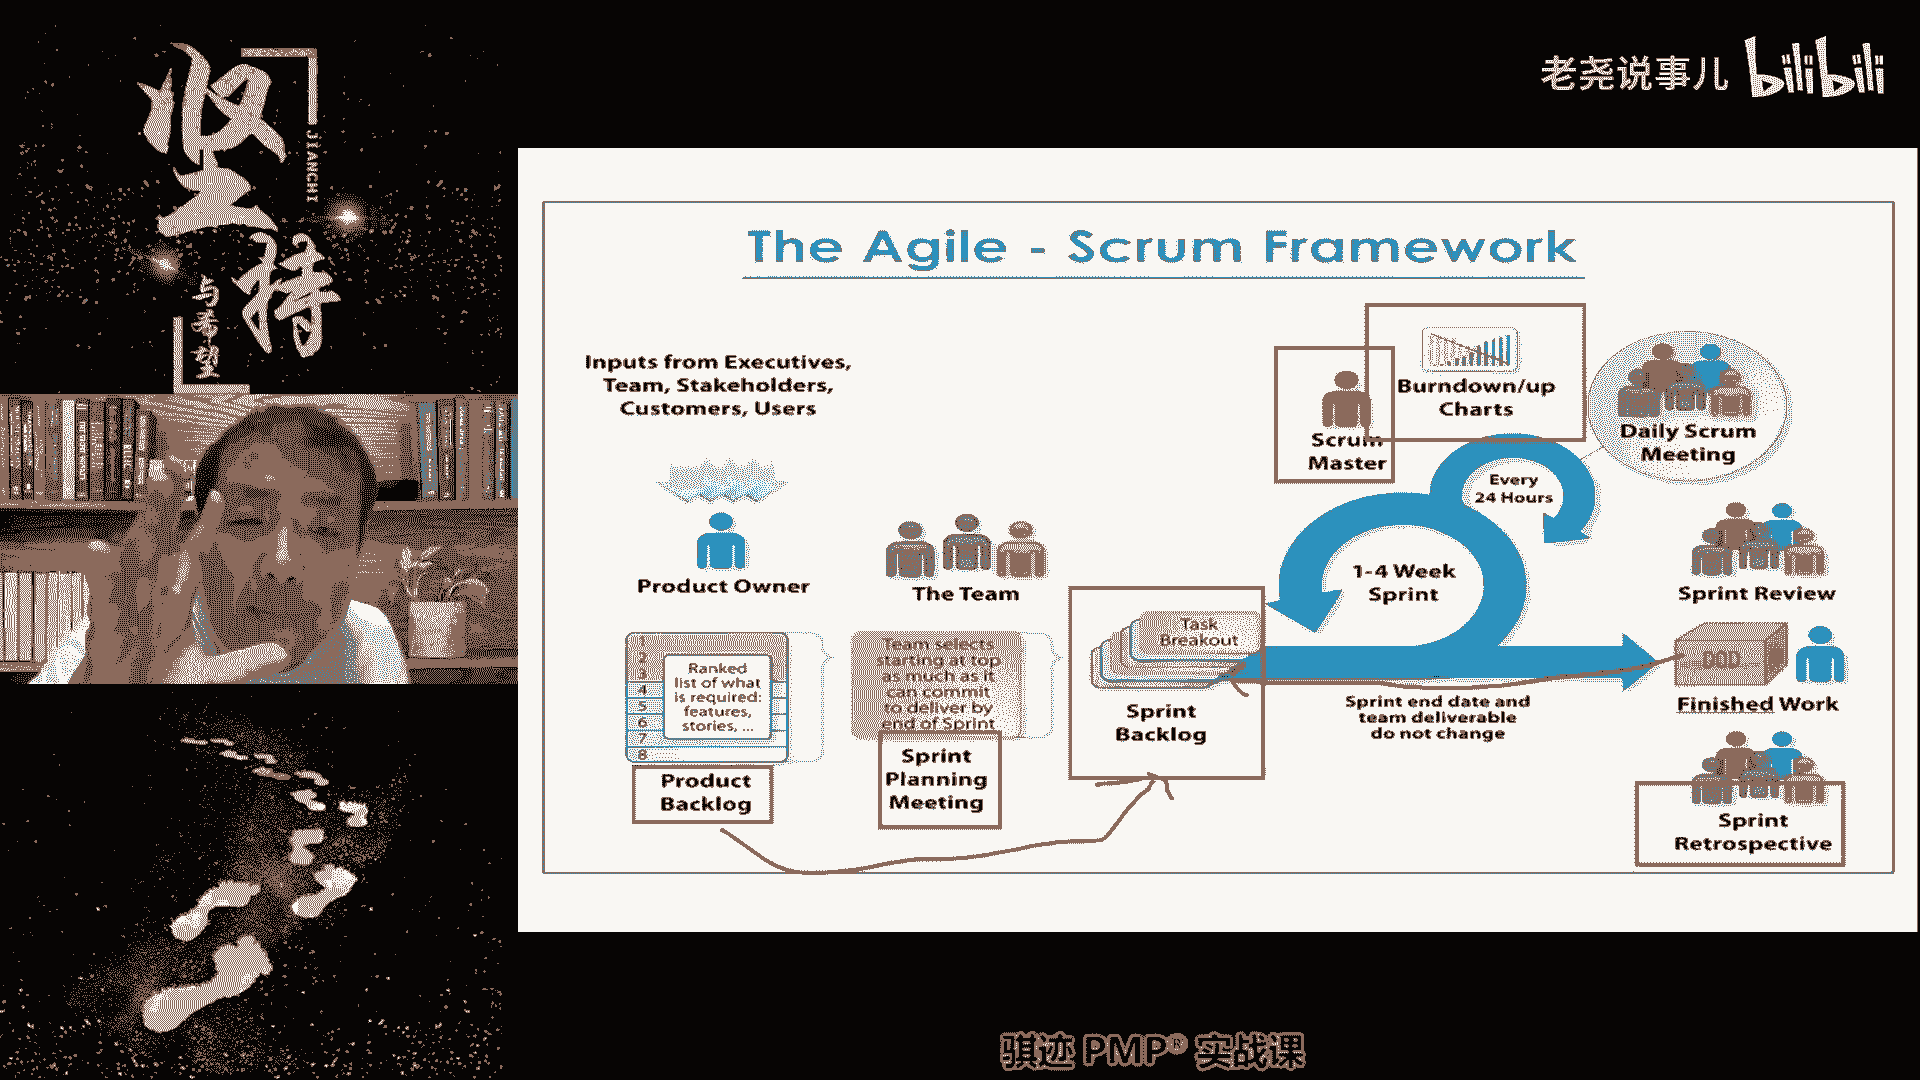 坚持
JIANCHI
与希望
老尧说事儿 bilibili
The Agile - Scrum Framework
Inputs from Executives,
Team, Stakeholders,
Customers, Users
Product Owner
The Team
1
2
3
4
5
6
7
8
Ranked
list of what
is required:
features,
stories, ...
Product
Backlog
Team selects
starting at top
as much as it
can commit
to deliver by
end of Sprint
Sprint
Planning
Meeting
Task
Breakout
Sprint
Backlog
Scrum
Master
Burndown/up
Charts
Every
24 Hours
1-4 Week
Sprint
Sprint end date and
team deliverable
do not change
Daily Scrum
Meeting
Sprint Review
DOD
Finished Work
Sprint
Retrospective
骐迹 PMP® 实战课